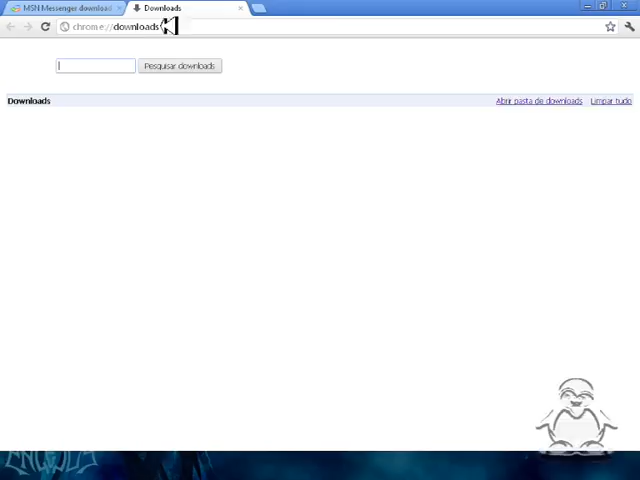 MSN Messenger download
Downloads
chrome://downloads
Pesquisar downloads
Downloads
Abrir pasta de downloads
Limpar tudo